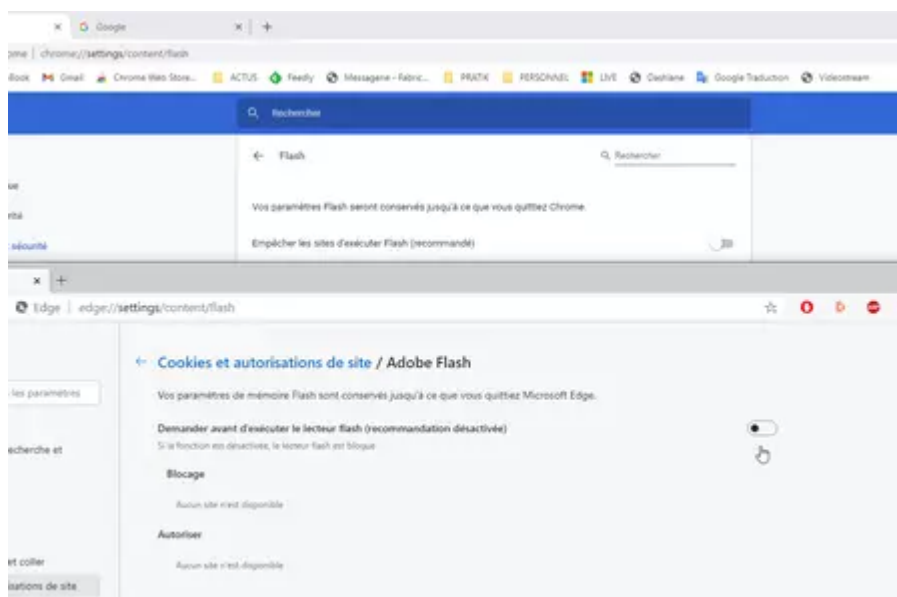 Google
chrome://settings/content/flash
Gmail Chrome Web Store... ACTUS Feedly Messagerie - Fabric... PRATIK PERSONNEL LIVE Dashlane Google Traduction Videostream
Rechercher
Flash Rechercher
Vos paramètres Flash seront conservés jusqu'à ce que vous quittiez Chrome.
Empêcher les sites d'exécuter Flash (recommandé)
sécurité
Edge edge://settings/content/flash
Cookies et autorisations de site / Adobe Flash
les paramètres
Vos paramètres de mémoire Flash sont conservés jusqu'à ce que vous quittiez Microsoft Edge.
Demander avant d'exécuter le lecteur flash (recommandation désactivée)
Si la fonction est désactivée, le lecteur flash est bloqué
echerche et
Blocage
Aucun site n'est disponible
Autoriser
et coller
Aucun site n'est disponible
isations de site